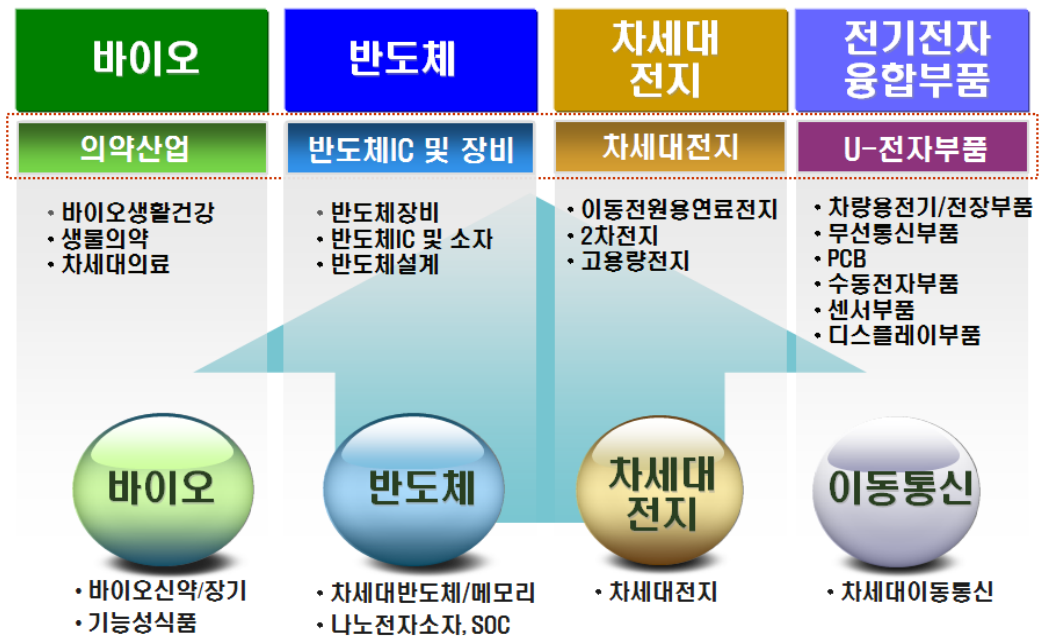 바이오
반도체
차세대
전지
전기전자
융합부품
의약산업
반도체IC 및 장비
차세대전지
U-전자부품
• 바이오생활건강
• 생물의약
• 차세대의료
• 반도체장비
• 반도체IC 및 소자
• 반도체설계
• 이동전원용연료전지
• 2차전지
• 고용량전지
• 차량용전기/전장부품
• 무선통신부품
• PCB
• 수동전자부품
• 센서부품
• 디스플레이부품
바이오
반도체
차세대
전지
이동통신
• 바이오신약/장기
• 기능성식품
• 차세대반도체/메모리
• 나노전자소자, SOC
• 차세대전지
• 차세대이동통신